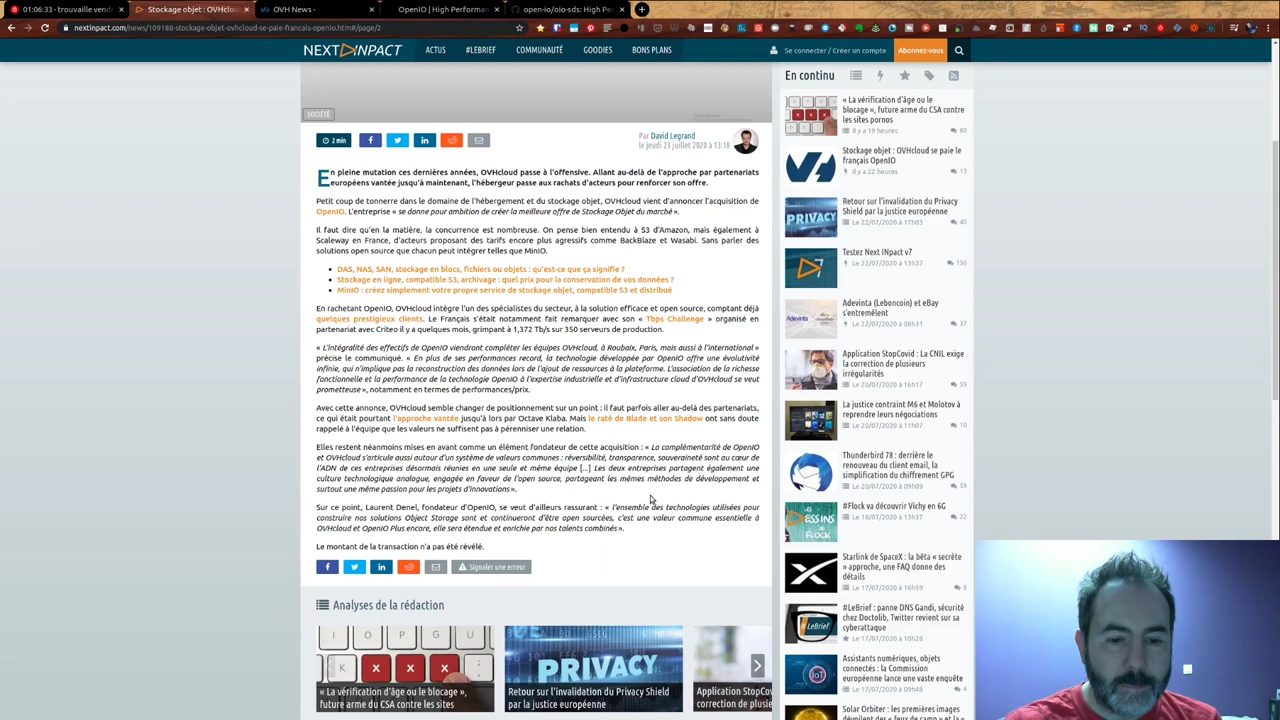 01:06:33 - trouvaille vend
Stockage objet : OVHclou
OVH News -
OpenIO | High Performan
open-io/oio-sds: High Pe
nextinpact.com/news/109188-stockage-objet-ovhcloud-se-paie-francais-openio.htm#/page/2
NEXT INPACT
ACTUS
#LEBRIEF
COMMUNAUTÉ
GOODIES
BONS PLANS
Se connecter / Créer un compte
Abonnez-vous
SOCIÉTÉ
2 min
Par David Legrand
le jeudi 23 juillet 2020 à 13:18
En pleine mutation ces dernières années, OVHcloud passe à l'offensive. Allant au-delà de l'approche par partenariats
européens vantée jusqu'à maintenant, l'hébergeur passe aux rachats d'acteurs pour renforcer son offre.
Petit coup de tonnerre dans le domaine de l'hébergement et du stockage objet, OVHcloud vient d'annoncer l'acquisition de
OpenIO. L'entreprise « se donne pour ambition de créer la meilleure offre de Stockage Objet du marché ».
Il faut dire qu'en la matière, la concurrence est nombreuse. On pense bien entendu à S3 d'Amazon, mais également à
Scaleway en France, d'acteurs proposant des tarifs encore plus agressifs comme BackBlaze et Wasabi. Sans parler des
solutions open source que chacun peut intégrer telles que MinIO.
• DAS, NAS, SAN, stockage en blocs, fichiers ou objets : qu'est-ce que ça signifie ?
• Stockage en ligne, compatible S3, archivage : quel prix pour la conservation de vos données ?
• MinIO : créez simplement votre propre service de stockage objet, compatible S3 et distribué
En rachetant OpenIO, OVHcloud intègre l'un des spécialistes du secteur, à la solution efficace et open source, comptant déjà
quelques prestigieux clients. Le Français s'était notamment fait remarquer avec son « Tbps Challenge » organisé en
partenariat avec Criteo il y a quelques mois, grimpant à 1,372 Tb/s sur 350 serveurs de production.
« L'intégralité des effectifs de OpenIO viendront compléter les équipes OVHcloud, à Roubaix, Paris, mais aussi à l'international »
précise le communiqué. « En plus de ses performances record, la technologie développée par OpenIO offre une évolutivité
infinie, qui n'implique pas la reconstruction des données lors de l'ajout de ressources à la plateforme. L'association de la richesse
fonctionnelle et la performance de la technologie OpenIO à l'expertise industrielle et d'infrastructure cloud d'OVHcloud se veut
prometteuse », notamment en termes de performances/prix.
Avec cette annonce, OVHcloud semble changer de positionnement sur un point : il faut parfois aller au-delà des partenariats,
ce qui était pourtant l'approche vantée jusqu'à lors par Octave Klaba. Mais le raté de Blade et son Shadow ont sans doute
rappelé à l'équipe que les valeurs ne suffisent pas à pérenniser une relation.
Elles restent néanmoins mises en avant comme un élément fondateur de cette acquisition : « La complémentarité de OpenIO
et OVHcloud s'articule aussi autour d'un système de valeurs communes : réversibilité, transparence, souveraineté sont au cœur de
l'ADN de ces entreprises désormais réunies en une seule et même équipe [...] Les deux entreprises partagent également une
culture technologique analogue, engagée en faveur de l'open source, partageant les mêmes méthodes de développement et
surtout une même passion pour les projets d'innovations ».
Sur ce point, Laurent Denel, fondateur d'OpenIO, se veut d'ailleurs rassurant : « l'ensemble des technologies utilisées pour
construire nos solutions Object Storage sont et continueront d'être open sourcées, c'est une valeur commune essentielle à
OVHcloud et OpenIO Plus encore, elle sera étendue et enrichie par nos talents combinés ».
Le montant de la transaction n'a pas été révélé.
Signaler une erreur
Analyses de la rédaction
« La vérification d'âge ou le blocage »,
future arme du CSA contre les sites
PRIVACY
Retour sur l'invalidation du Privacy Shield
par la justice européenne
Application StopCo
correction de plusie
En continu
« La vérification d'âge ou le
blocage », future arme du CSA contre
les sites pornos
Il y a 19 heures
60
Stockage objet : OVHcloud se paie le
français OpenIO
Il y a 22 heures
13
PRIVACY
Retour sur l'invalidation du Privacy
Shield par la justice européenne
Le 22/07/2020 à 17h03
40
Testez Next INpact v7
Le 22/07/2020 à 13h37
156
Adevinta
Adevinta (Leboncoin) et eBay
s'entremêlent
Le 22/07/2020 à 08h31
37
Application StopCovid : La CNIL exige
la correction de plusieurs
irrégularités
Le 20/07/2020 à 16h17
59
La justice contraint M6 et Molotov à
reprendre leurs négociations
Le 20/07/2020 à 11h07
10
Thunderbird 78 : derrière le
renouveau du client email, la
simplification du chiffrement GPG
Le 20/07/2020 à 09h09
59
LES DESSINS DE FLOCK
#Flock va découvrir Vichy en 6G
Le 18/07/2020 à 13h37
22
Starlink de SpaceX : la bêta « secrète
» approche, une FAQ donne des
détails
Le 17/07/2020 à 16h59
8
#LeBrief
#LeBrief : panne DNS Gandi, sécurité
chez Doctolib, Twitter revient sur sa
cyberattaque
Le 17/07/2020 à 10h28
IoT
Assistants numériques, objets
connectés : la Commission
européenne lance une vaste enquête
Le 17/07/2020 à 09h48
4
Solar Orbiter : les premières images
dévoilent des « feux de camp » et la